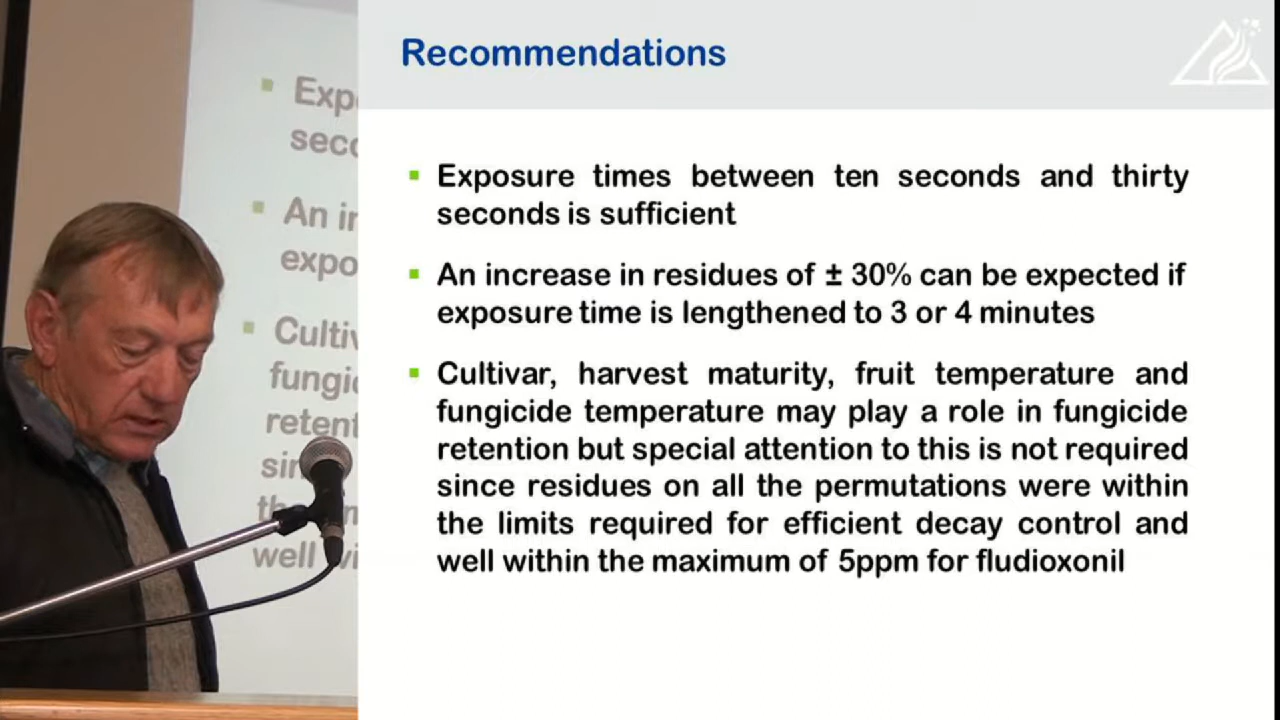 Recommendations
Exposure times between ten seconds and thirty
seconds is sufficient
An increase in residues of ± 30% can be expected if
exposure time is lengthened to 3 or 4 minutes
Cultivar, harvest maturity, fruit temperature and
fungicide temperature may play a role in fungicide
retention but special attention to this is not required
since residues on all the permutations were within
the limits required for efficient decay control and
well within the maximum of 5ppm for fludioxonil